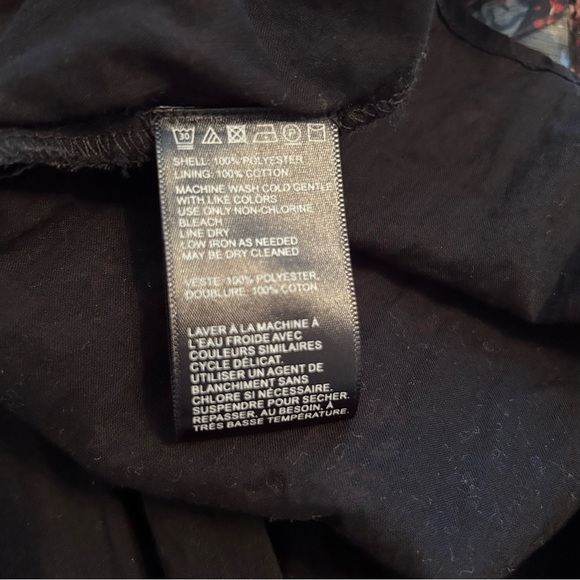 30
SHELL: 100% POLYESTER
LINING: 100% COTTON
MACHINE WASH COLD GENTLE
WITH LIKE COLORS
USE ONLY NON-CHLORINE
BLEACH
LINE DRY
LOW IRON AS NEEDED
MAY BE DRY CLEANED
VESTE: 100% POLYESTER,
DOUBLURE: 100% COTON
LAVER À LA MACHINE À
L'EAU FROIDE AVEC
COULEURS SIMILAIRES
CYCLE DÉLICAT.
UTILISER UN AGENT DE
BLANCHIMENT SANS
CHLORE SI NÉCESSAIRE.
SUSPENDRE POUR SECHER.
REPASSER, AU BESOIN, À
TRÈS BASSE TEMPÉRATURE.